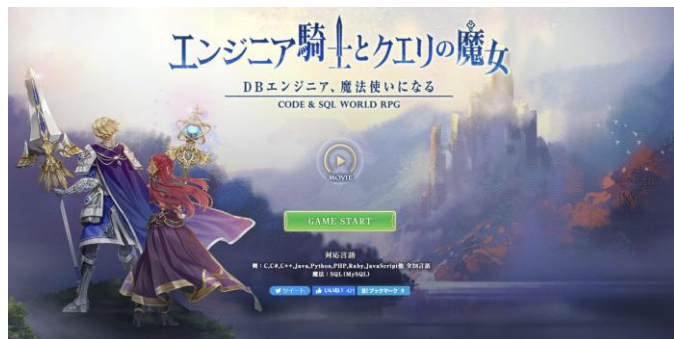 エンジニア騎士とクエリの魔女
DBエンジニア、魔法使いになる
CODE & SQL WORLD RPG
MOVIE
GAME START
対応言語
剣：C,C#,C++,Java,Python,PHP,Ruby,JavaScript他 全28言語
魔法：SQL(MySQL)
ツイート いいね！ 421 B!ブックマーク 8